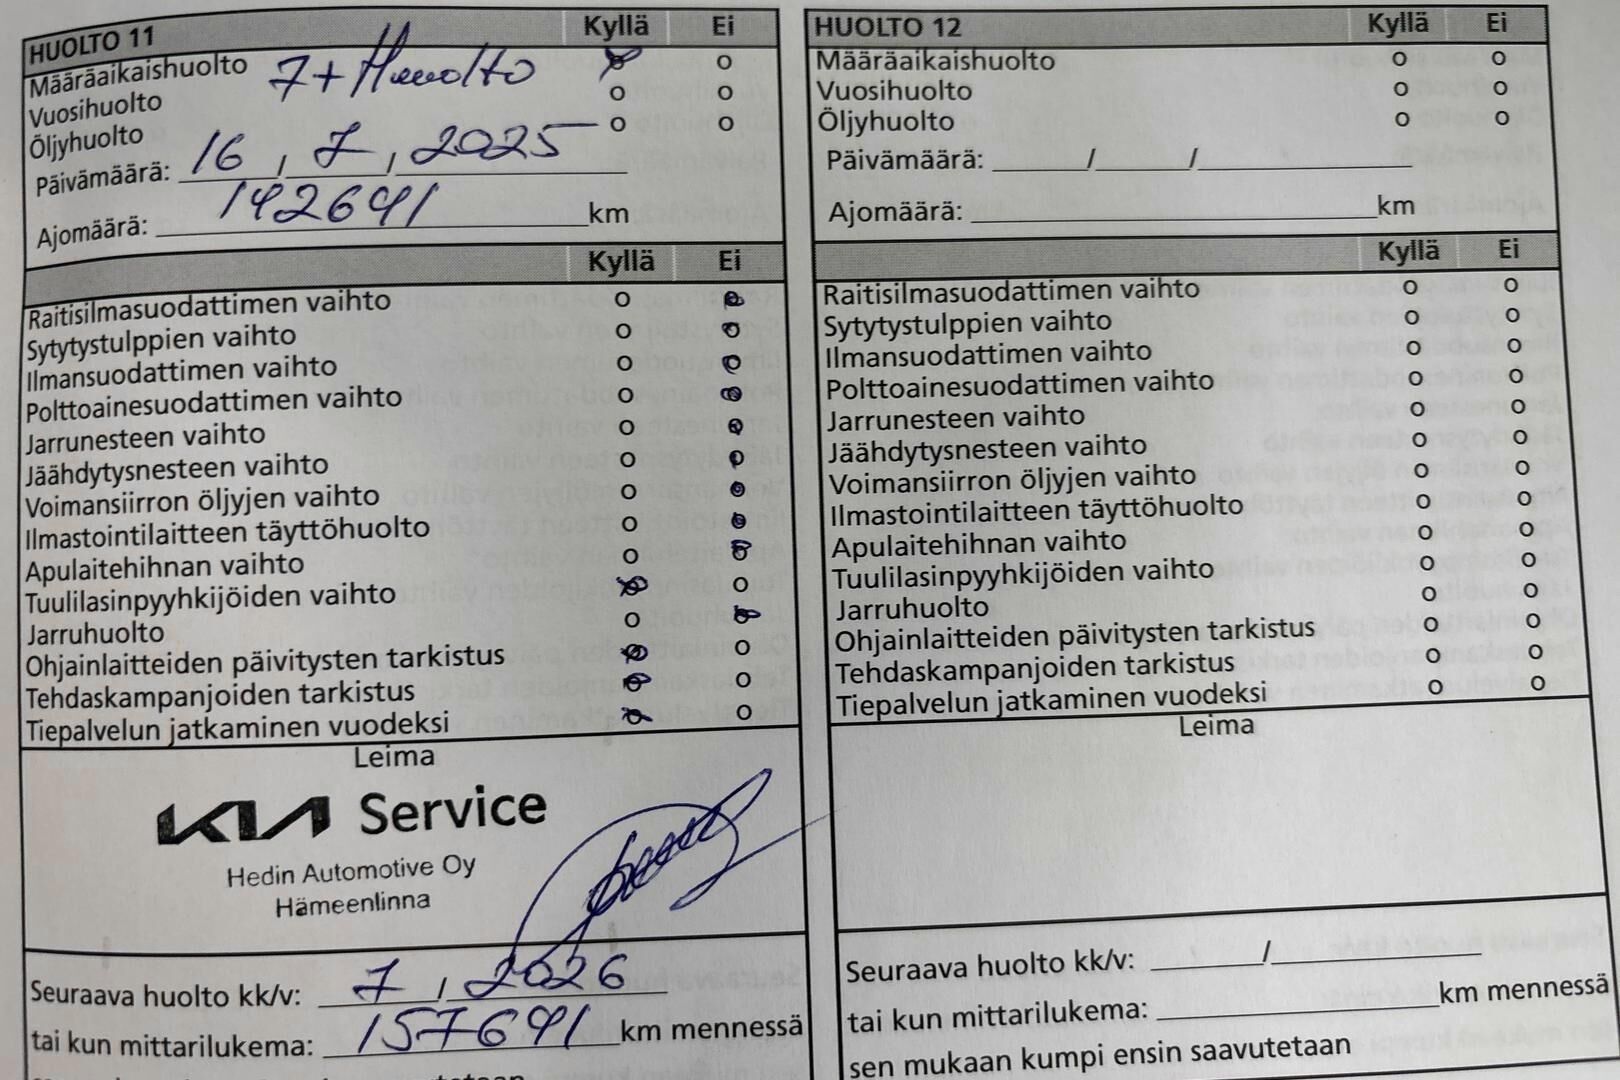 HUOLTO 11 Kyllä Ei
Määräaikaishuolto 7+ Huolto o
Vuosihuolto o o
Öljyhuolto o o
Päivämäärä: 16 / 7 / 2025
Ajomäärä: 142691 km
Kyllä Ei
Raitisilmasuodattimen vaihto o
Sytytystulppien vaihto o
Ilmansuodattimen vaihto o
Polttoainesuodattimen vaihto o
Jarrunesteen vaihto o
Jäähdytysnesteen vaihto o
Voimansiirron öljyjen vaihto o
Ilmastointilaitteen täyttöhuolto o
Apulaitehihnan vaihto o
Tuulilasinpyyhkijöiden vaihto o
Jarruhuolto o
Ohjainlaitteiden päivitysten tarkistus o
Tehdaskampanjoiden tarkistus o
Tiepalvelun jatkaminen vuodeksi o
Leima
KIA Service
Hedin Automotive Oy
Hämeenlinna
Seuraava huolto kk/v: 7 / 2026
tai kun mittarilukema: 157691 km mennessä
HUOLTO 12 Kyllä Ei
Määräaikaishuolto o o
Vuosihuolto o o
Öljyhuolto o o
Päivämäärä: / /
Ajomäärä: km
Kyllä Ei
Raitisilmasuodattimen vaihto o o
Sytytystulppien vaihto o o
Ilmansuodattimen vaihto o o
Polttoainesuodattimen vaihto o o
Jarrunesteen vaihto o o
Jäähdytysnesteen vaihto o o
Voimansiirron öljyjen vaihto o o
Ilmastointilaitteen täyttöhuolto o o
Apulaitehihnan vaihto o o
Tuulilasinpyyhkijöiden vaihto o o
Jarruhuolto o o
Ohjainlaitteiden päivitysten tarkistus o o
Tehdaskampanjoiden tarkistus o o
Tiepalvelun jatkaminen vuodeksi o o
Leima
Seuraava huolto kk/v: /
tai kun mittarilukema: km mennessä
sen mukaan kumpi ensin saavutetaan